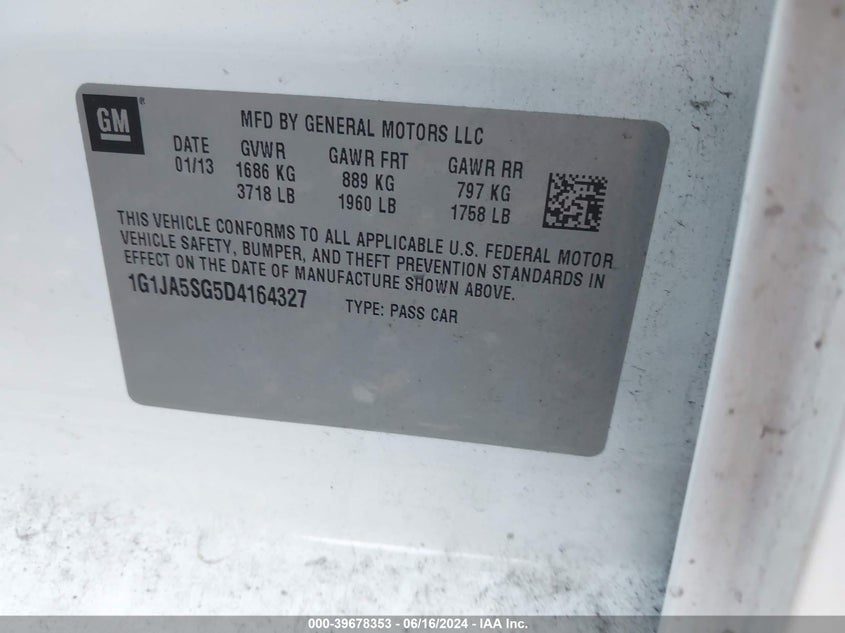 GM®
MFD BY GENERAL MOTORS LLC
DATE GVWR GAWR FRT GAWR RR
01/13 1686 KG 889 KG 797 KG
3718 LB 1960 LB 1758 LB
THIS VEHICLE CONFORMS TO ALL APPLICABLE U.S. FEDERAL MOTOR
VEHICLE SAFETY, BUMPER, AND THEFT PREVENTION STANDARDS IN
EFFECT ON THE DATE OF MANUFACTURE SHOWN ABOVE.
1G1JA5SG5D4164327 TYPE: PASS CAR
000-39678353 - 06/16/2024 - IAA Inc.